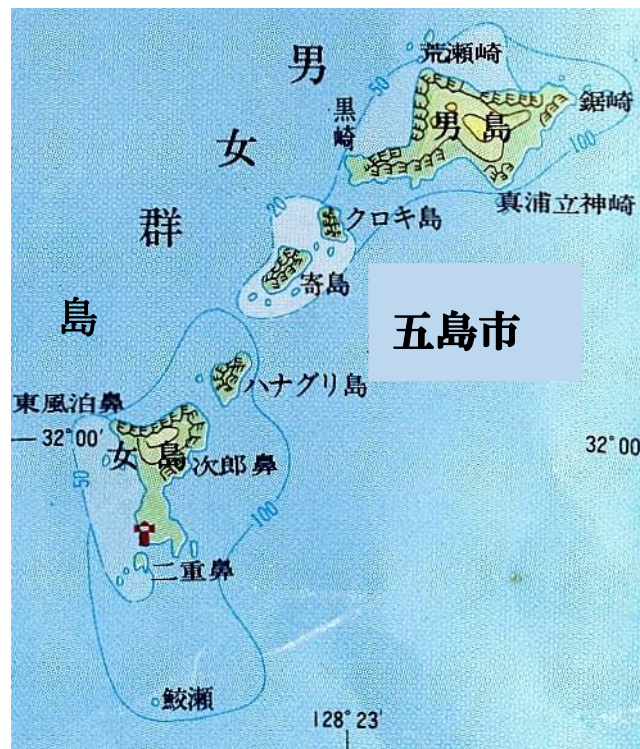 男女群島
荒瀬崎
鋸崎
黒崎
男島
真浦立神崎
クロキ島
寄島
五島市
ハナグリ島
東風泊鼻
32°00′
32°00
女島
次郎鼻
二重鼻
鮫瀬
128°23′
50
100
20
50
100